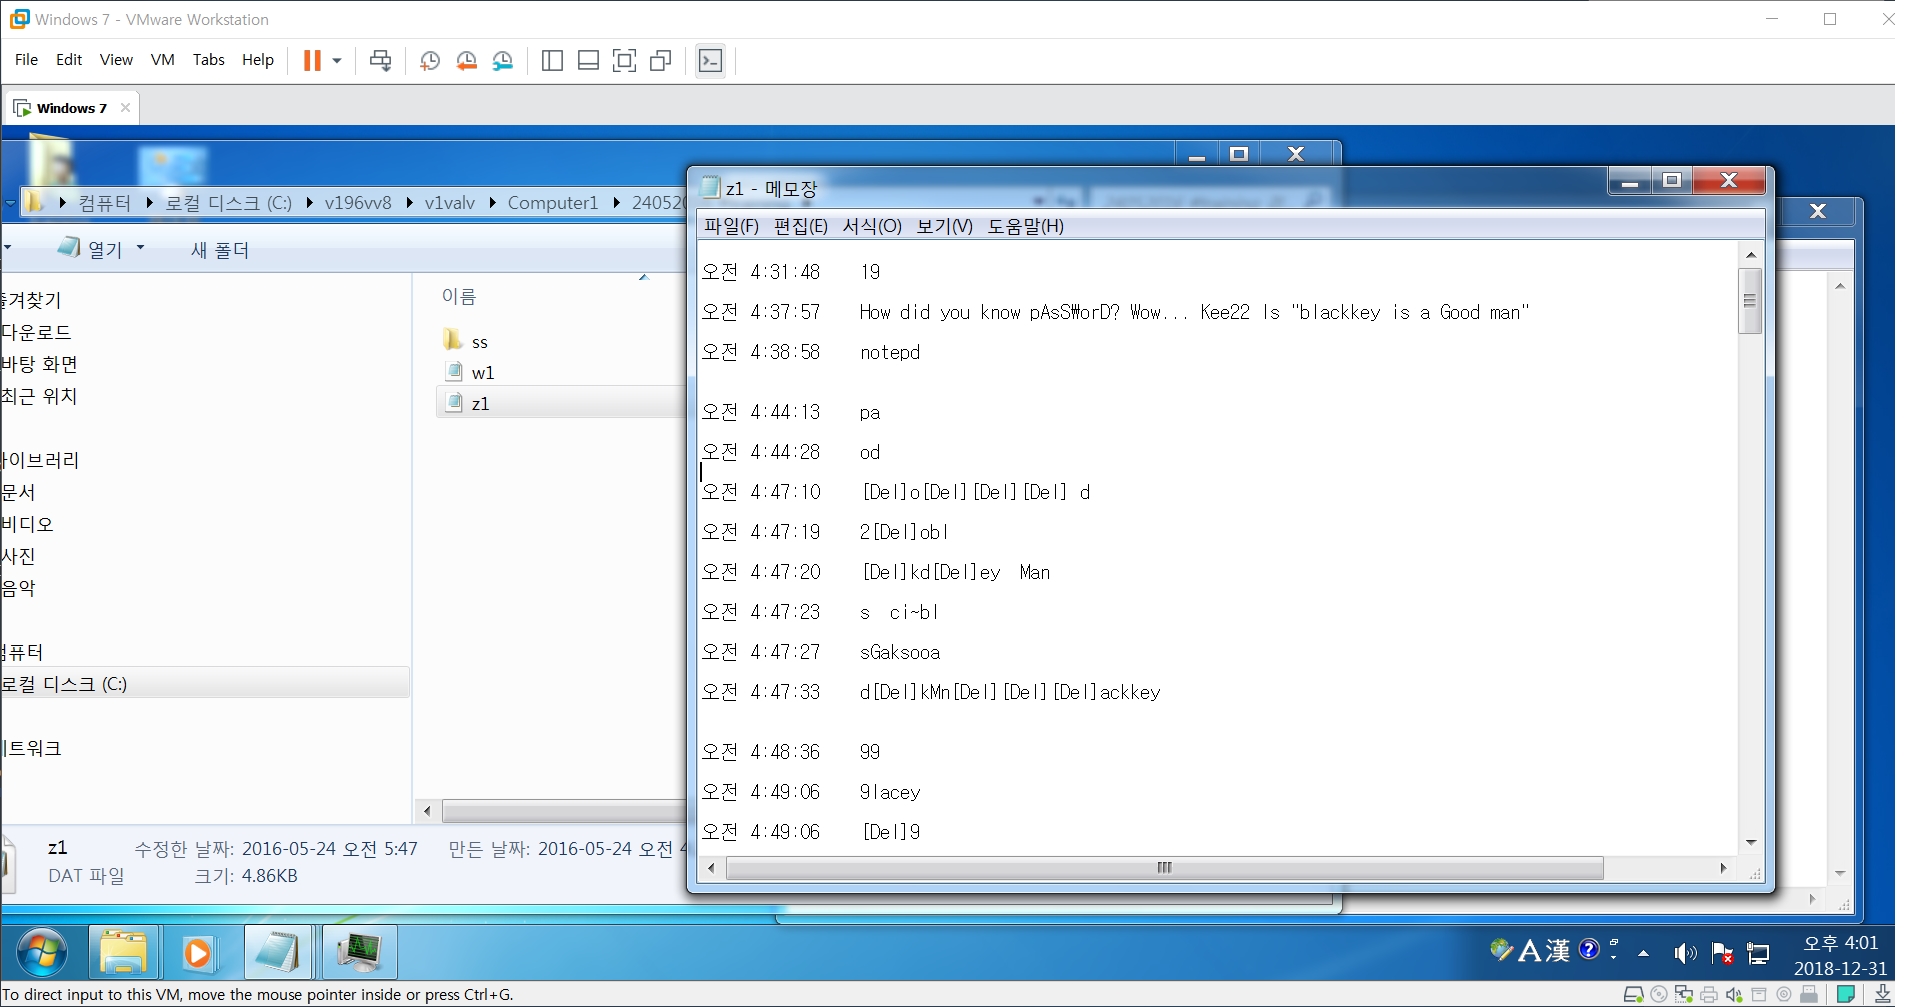 Windows 7 - VMware Workstation
File Edit View VM Tabs Help
Windows 7
컴퓨터 로컬 디스크 (C:) v196vv8 v1valv Computer1 24052
열기 새 폴더
즐겨찾기
다운로드
바탕 화면
최근 위치
라이브러리
문서
비디오
사진
음악
컴퓨터
로컬 디스크 (C:)
네트워크
이름
ss
w1
z1
z1 수정한 날짜: 2016-05-24 오전 5:47 만든 날짜: 2016-05-24 오전
DAT 파일 크기: 4.86KB
z1 - 메모장
파일(F) 편집(E) 서식(O) 보기(V) 도움말(H)
오전 4:31:48 19
오전 4:37:57 How did you know pAsS₩orD? Wow... Kee22 Is "blackkey is a Good man"
오전 4:38:58 notepd
오전 4:44:13 pa
오전 4:44:28 od
오전 4:47:10 [Del]o[Del][Del][Del] d
오전 4:47:19 2[Del]obl
오전 4:47:20 [Del]kd[Del]ey  Man
오전 4:47:23 s  ci~bl
오전 4:47:27 sGaksooa
오전 4:47:33 d[Del]kMn[Del][Del][Del]ackkey
오전 4:48:36 99
오전 4:49:06 9lacey
오전 4:49:06 [Del]9
A 漢
오후 4:01
2018-12-31
To direct input to this VM, move the mouse pointer inside or press Ctrl+G.